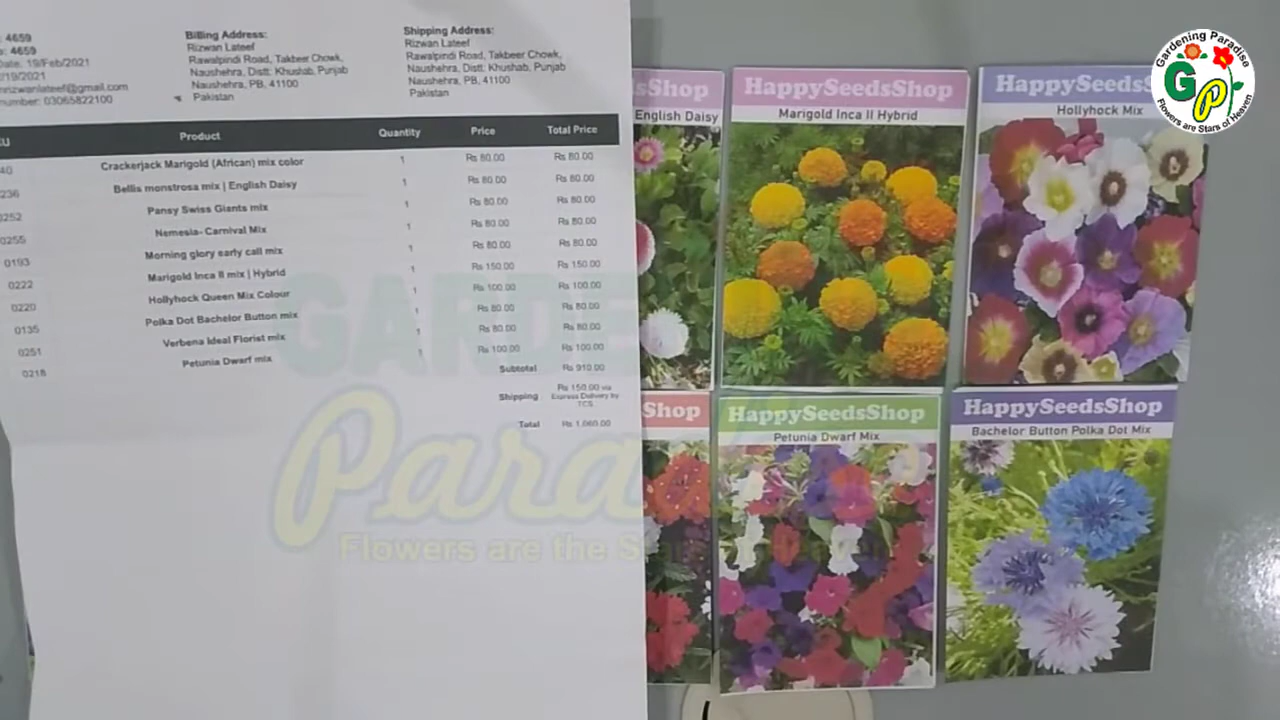 : 4659
: 4659
Date: 19/Feb/2021
/19/2021
nrizwanlateef@gmail.com
number: 03065822100
Billing Address:
Rizwan Lateef
Rawalpindi Road, Takbeer Chowk,
Naushehra, Distt: Khushab, Punjab
Naushehra, PB, 41100
Pakistan
Shipping Address:
Rizwan Lateef
Rawalpindi Road, Takbeer Chowk,
Naushehra, Distt: Khushab, Punjab
Naushehra, PB, 41100
Pakistan
Product Quantity Price Total Price
40 Crackerjack Marigold (African) mix color 1 Rs 80.00 Rs 80.00
236 Bellis monstrosa mix | English Daisy 1 Rs 80.00 Rs 80.00
0252 Pansy Swiss Giants mix 1 Rs 80.00 Rs 80.00
0255 Nemesia- Carnival Mix 1 Rs 80.00 Rs 80.00
0193 Morning glory early call mix 1 Rs 80.00 Rs 80.00
0222 Marigold Inca II mix | Hybrid 1 Rs 150.00 Rs 150.00
0220 Hollyhock Queen Mix Colour 1 Rs 100.00 Rs 100.00
0135 Polka Dot Bachelor Button mix 1 Rs 80.00 Rs 80.00
0251 Verbena Ideal Florist mix 1 Rs 80.00 Rs 80.00
0218 Petunia Dwarf mix 1 Rs 100.00 Rs 100.00
Subtotal Rs 910.00
Shipping Rs 150.00 via
Express Delivery by
TCS
Total Rs 1,060.00
sShop
English Daisy
HappySeedsShop
Marigold Inca II Hybrid
HappySeedsS
Hollyhock Mix
Shop
HappySeedsShop
Petunia Dwarf Mix
HappySeedsShop
Bachelor Button Polka Dot Mix
Gardening Paradise
GP
Flowers are Stars of Heaven
GARDE
Para
Flowers are the S of Heaven